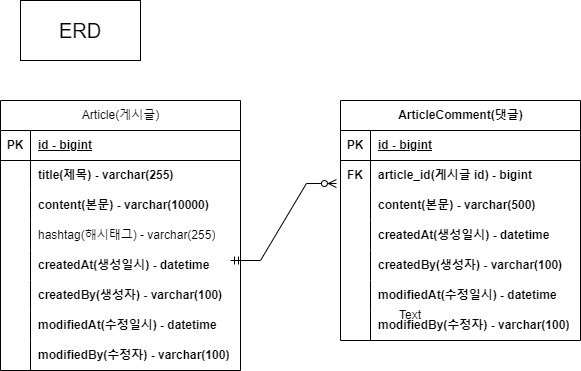 ERD
Article(게시글)
PK id - bigint
title(제목) - varchar(255)
content(본문) - varchar(10000)
hashtag(해시태그) - varchar(255)
createdAt(생성일시) - datetime
createdBy(생성자) - varchar(100)
modifiedAt(수정일시) - datetime
modifiedBy(수정자) - varchar(100)
ArticleComment(댓글)
PK id - bigint
FK article_id(게시글 id) - bigint
content(본문) - varchar(500)
createdAt(생성일시) - datetime
createdBy(생성자) - varchar(100)
modifiedAt(수정일시) - datetime
Text
modifiedBy(수정자) - varchar(100)